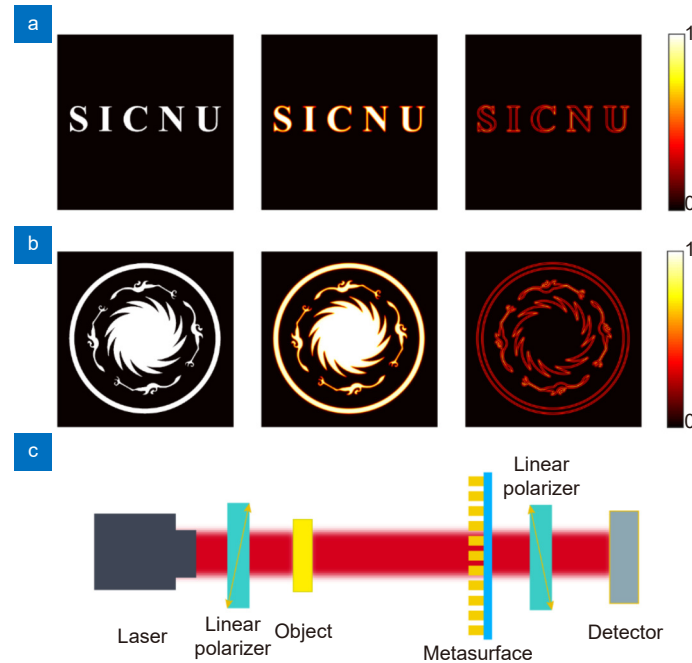 a
SICNU
SICNU
SICNU
1
0
b
1
0
c
Linear
polarizer
Laser
Linear
polarizer
Object
Metasurface
Detector